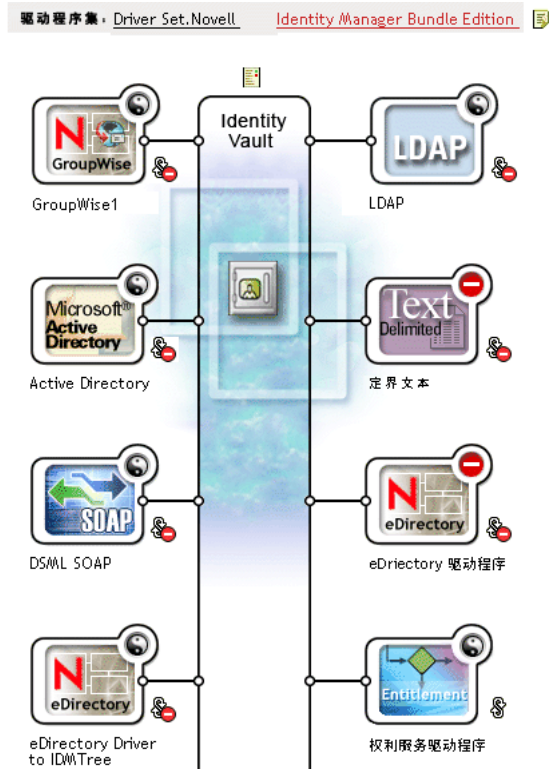 驱动程序集: Driver Set.Novell Identity Manager Bundle Edition
Identity
Vault
N
GroupWise
GroupWise1
LDAP
LDAP
Microsoft®
Active
Directory
Active Directory
Text
Delimited
定界文本
SOAP
DSML SOAP
N
eDirectory
eDriectory 驱动程序
N
eDirectory
eDirectory Driver
to IDMTree
Entitlement
权利服务驱动程序